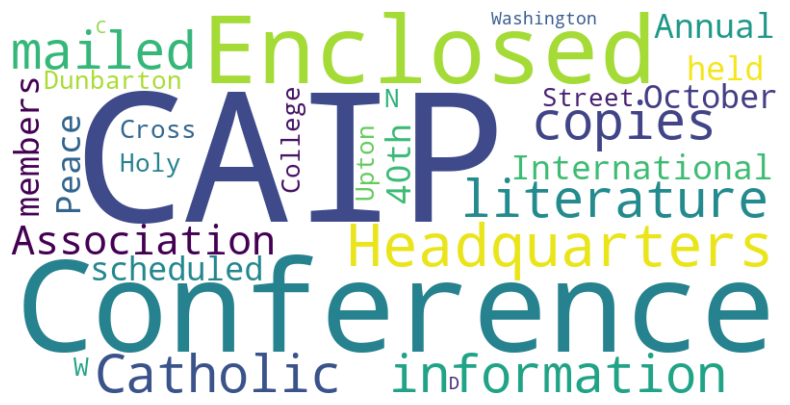 C
Washington
Annual
mailed
Enclosed
held
Dunbarton
members
Peace
CAIP
Cross
Holy
College
Upton
N
40th
Street
October
copies
International
literature
Association
Headquarters
scheduled
Conference
W
Catholic
information
D